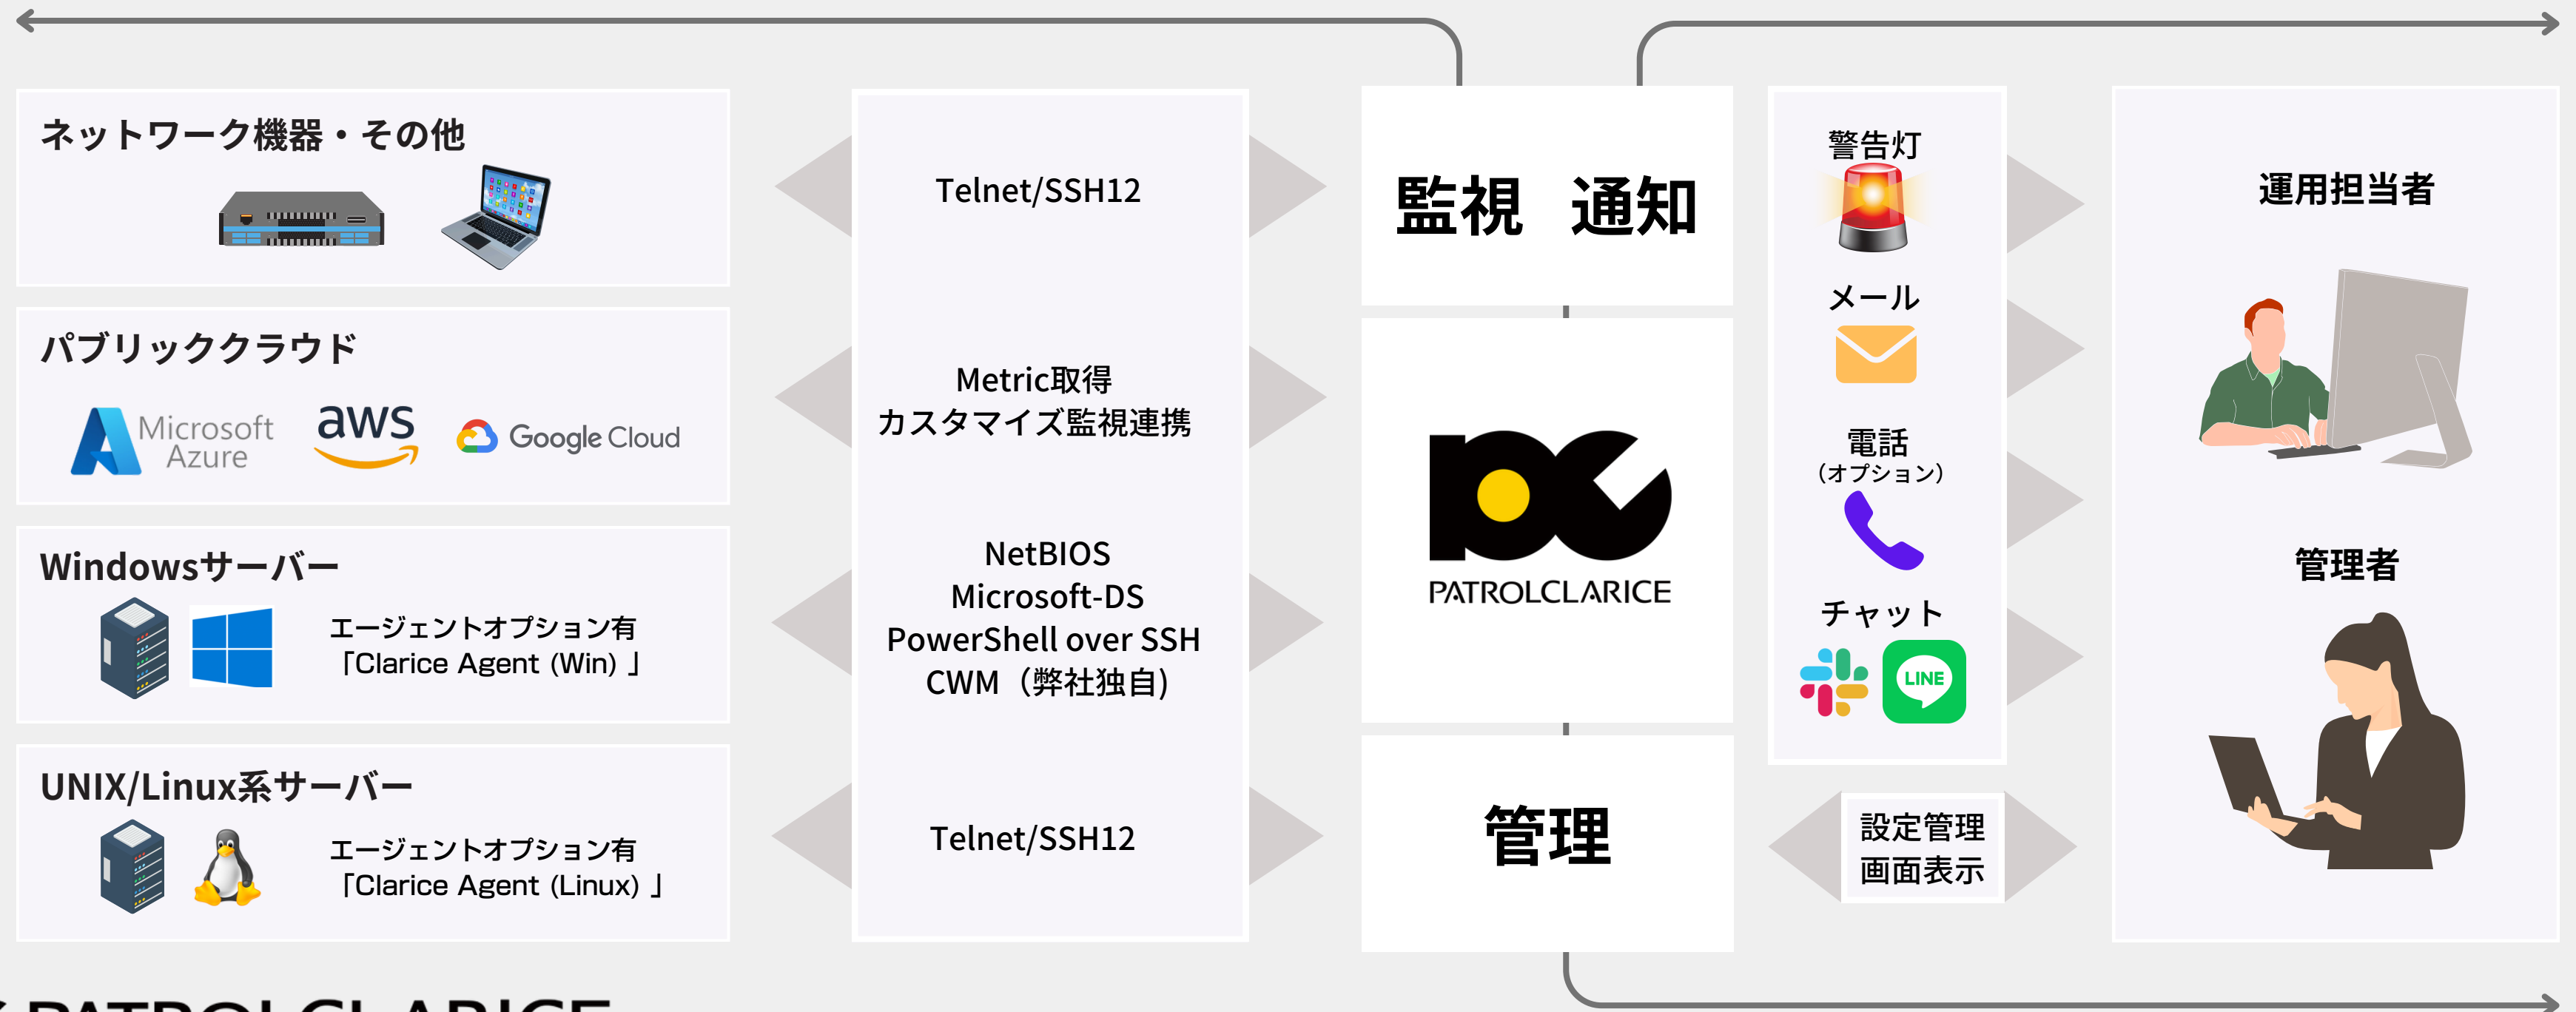 ネットワーク機器・その他
パブリッククラウド
Microsoft
Azure
aws
Google Cloud
Windowsサーバー
エージェントオプション有
「Clarice Agent (Win) 」
UNIX/Linux系サーバー
エージェントオプション有
「Clarice Agent (Linux) 」
Telnet/SSH12
Metric取得
カスタマイズ監視連携
NetBIOS
Microsoft-DS
PowerShell over SSH
CWM（弊社独自)
Telnet/SSH12
監視 通知
pc
PATROLCLARICE
管理
警告灯
メール
電話
（オプション）
チャット
LINE
設定管理
画面表示
運用担当者
管理者
PATROLCLARICE